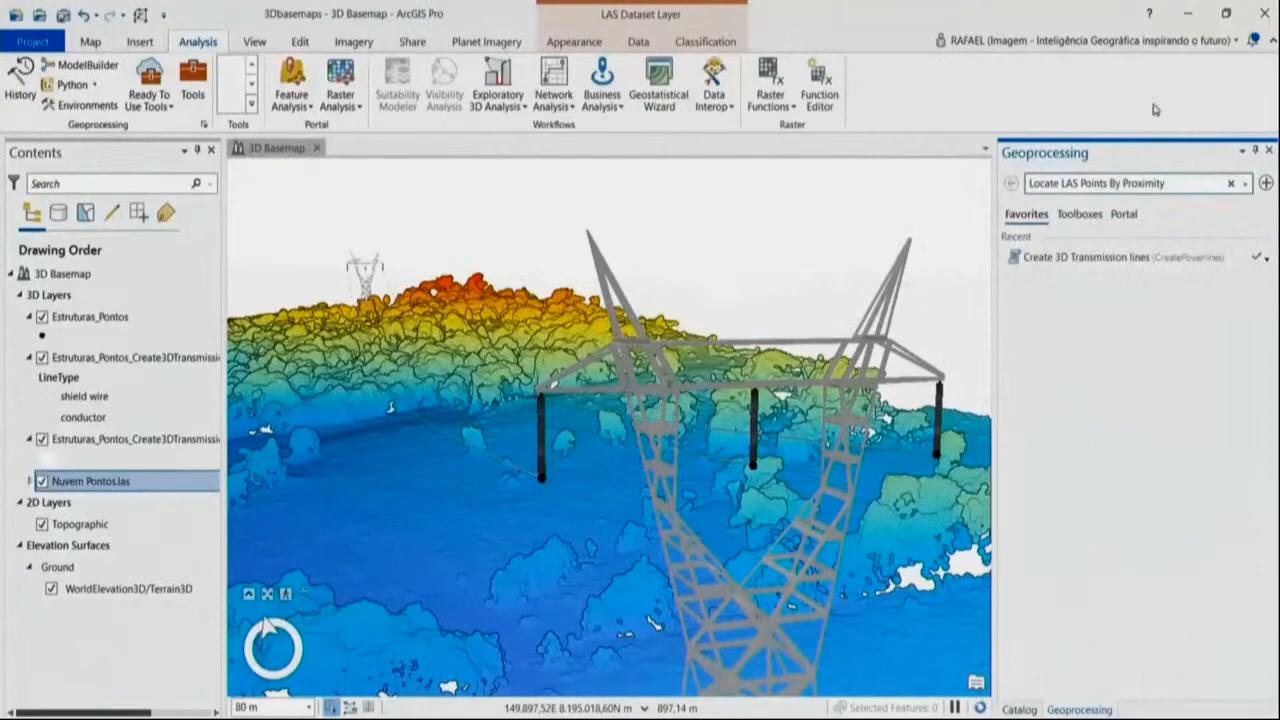 3Dbasemaps - 3D Basemap - ArcGIS Pro
LAS Dataset Layer
?
Project
Map
Insert
Analysis
View
Edit
Imagery
Share
Planet Imagery
Appearance
Data
Classification
RAFAEL (Imagem - Inteligência Geográfica inspirando o futuro)
History
ModelBuilder
Python
Environments
Ready To Use Tools
Tools
Feature Analysis
Raster Analysis
Suitability Modeler
Visibility Analysis
Exploratory 3D Analysis
Network Analysis
Business Analysis
Geostatistical Wizard
Data Interop
Raster Functions
Function Editor
Geoprocessing
Tools
Portal
Workflows
Raster
Contents
Search
Drawing Order
3D Basemap
3D Layers
Estruturas_Pontos
Estruturas_Pontos_Create3DTransmissi
LineType
shield wire
conductor
Estruturas_Pontos_Create3DTransmissi
Nuvem Pontos.las
2D Layers
Topographic
Elevation Surfaces
Ground
WorldElevation3D/Terrain3D
3D Basemap
80 m
149.897,52E 8.195.018,60N m
897,14 m
Selected Features: 0
Geoprocessing
Locate LAS Points By Proximity
Favorites
Toolboxes
Portal
Recent
Create 3D Transmission lines (CreatePowerlines)
Catalog
Geoprocessing